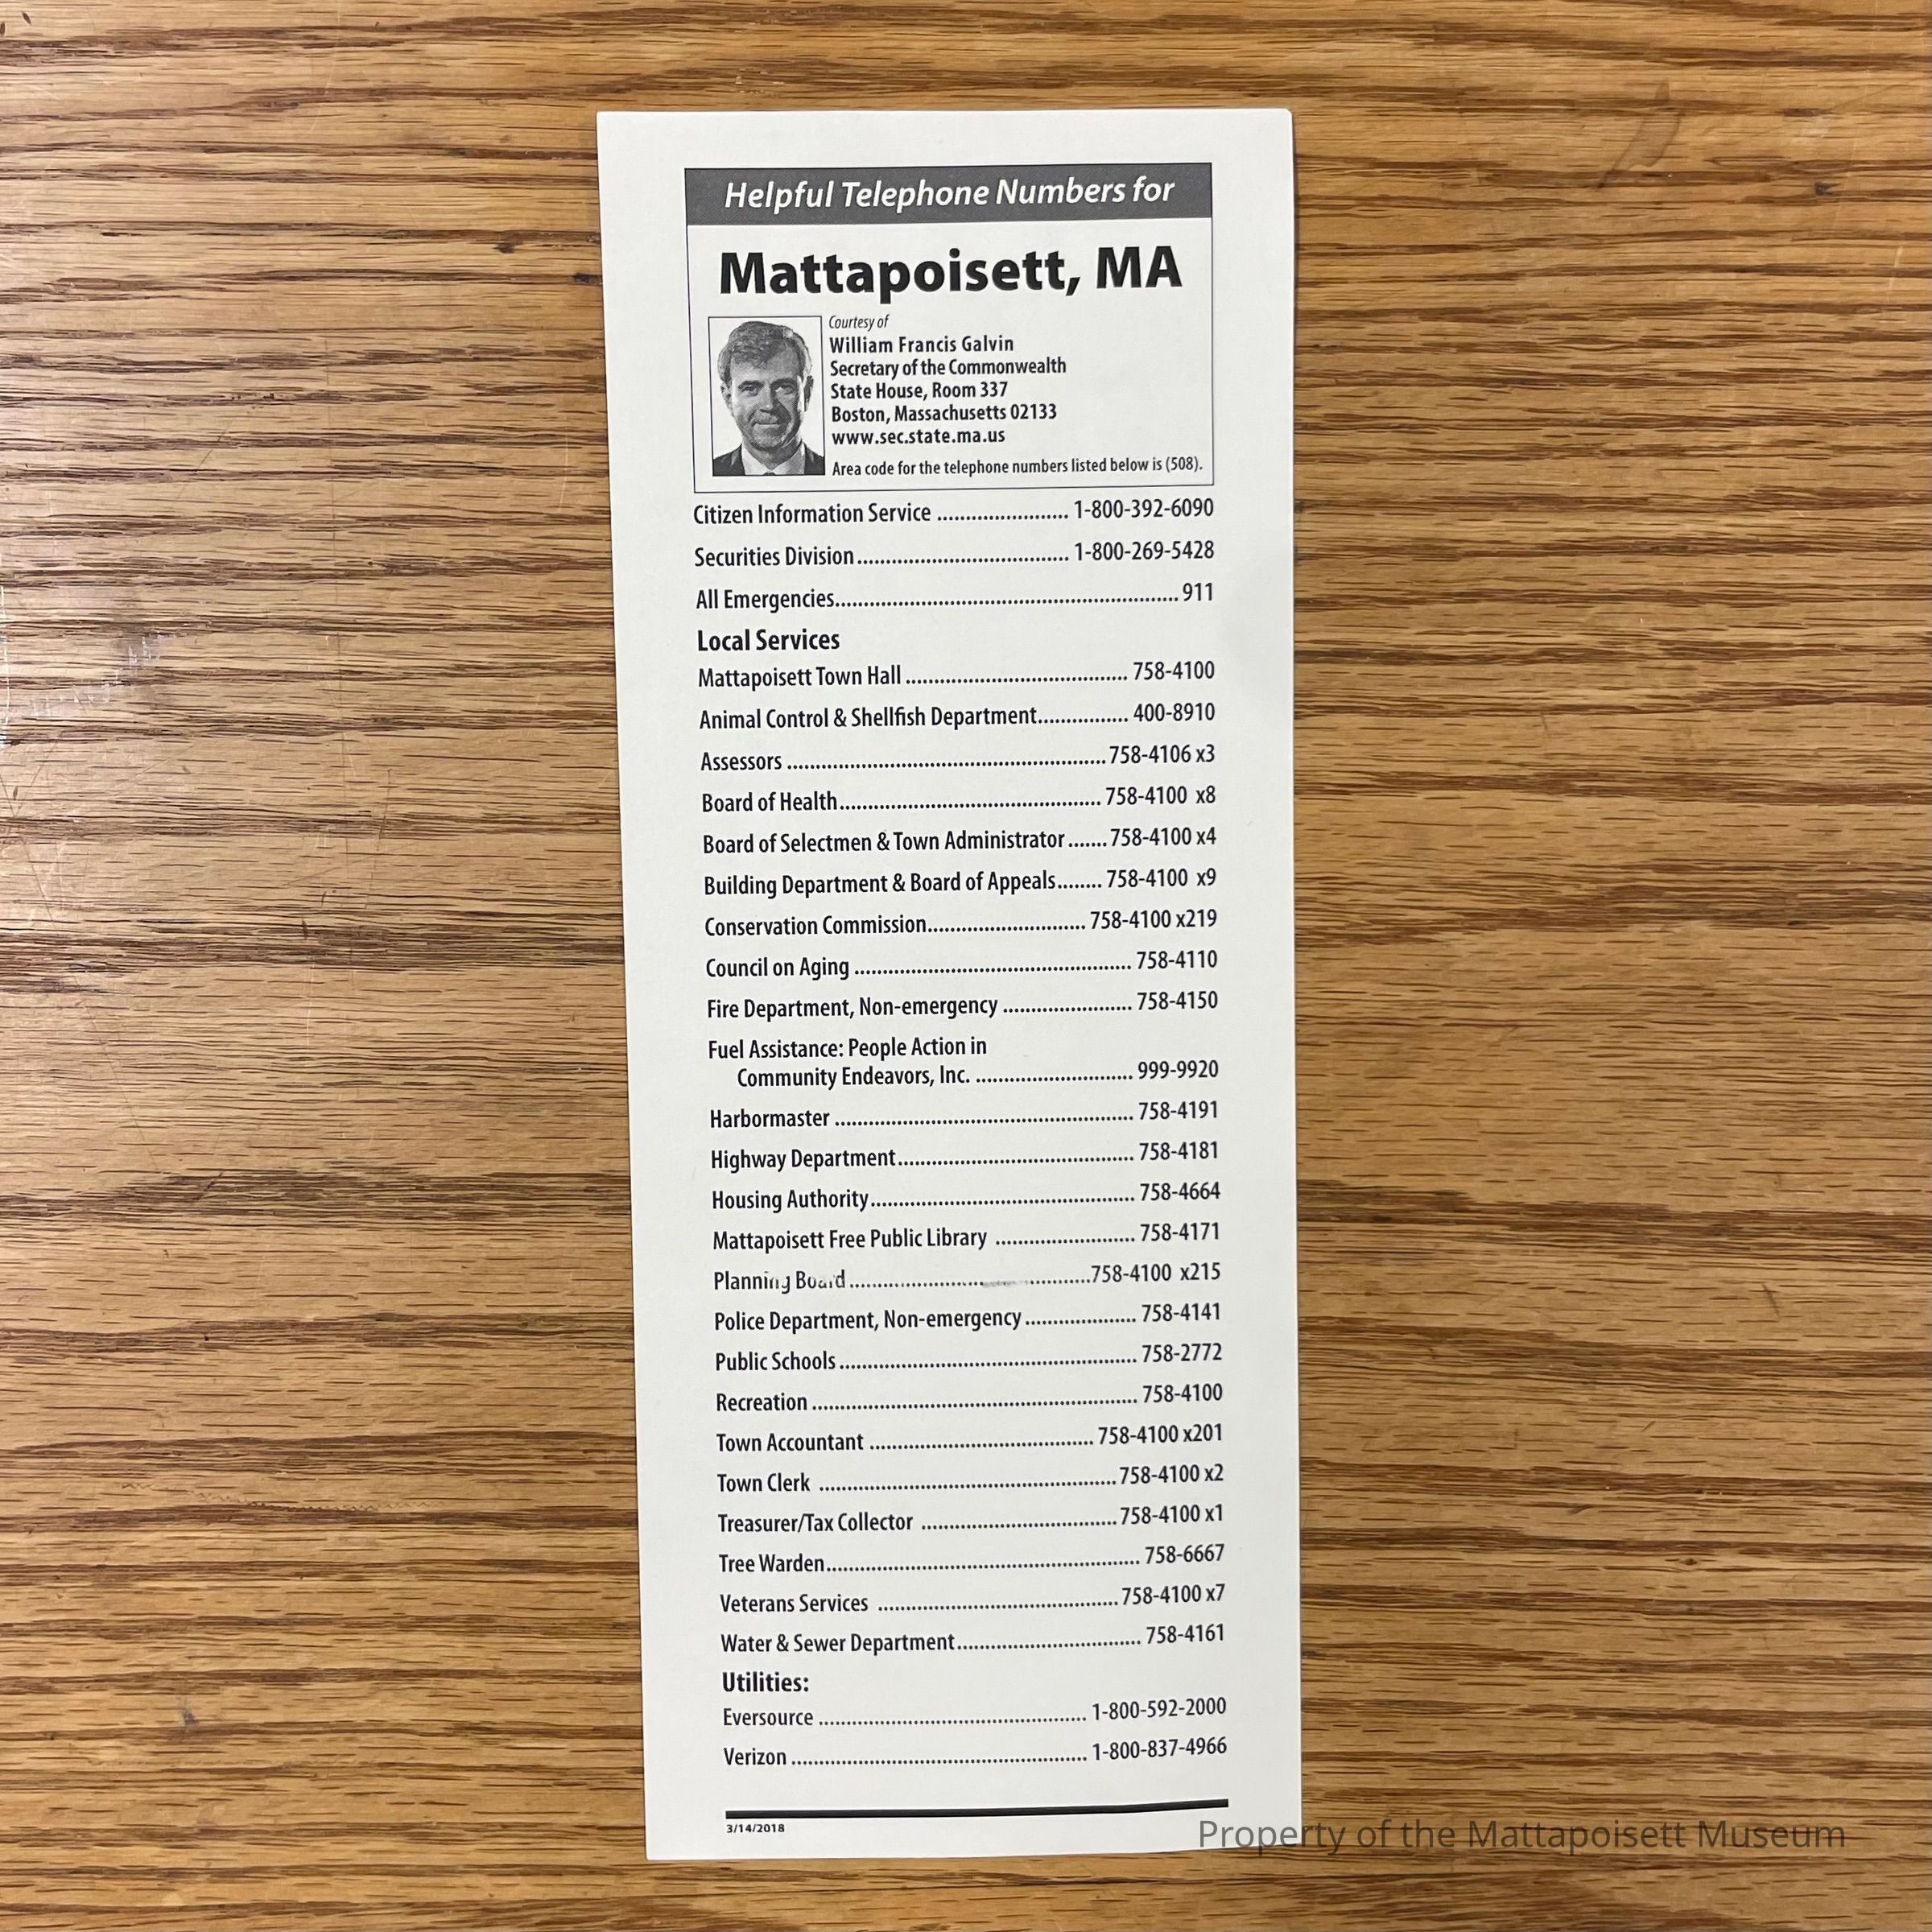 Helpful Telephone Numbers for
Mattapoisett, MA
Courtesy of
William Francis Galvin
Secretary of the Commonwealth
State House, Room 337
Boston, Massachusetts 02133
www.sec.state.ma.us
Area code for the telephone numbers listed below is (508).
Citizen Information Service ....................... 1-800-392-6090
Securities Division ..................................... 1-800-269-5428
All Emergencies............................................................. 911
Local Services
Mattapoisett Town Hall ....................................... 758-4100
Animal Control & Shellfish Department................ 400-8910
Assessors ........................................................ 758-4106 x3
Board of Health.............................................. 758-4100 x8
Board of Selectmen & Town Administrator ....... 758-4100 x4
Building Department & Board of Appeals........ 758-4100 x9
Conservation Commission............................ 758-4100 x219
Council on Aging ................................................. 758-4110
Fire Department, Non-emergency ....................... 758-4150
Fuel Assistance: People Action in
Community Endeavors, Inc. ............................ 999-9920
Harbormaster ..................................................... 758-4191
Highway Department.......................................... 758-4181
Housing Authority............................................... 758-4664
Mattapoisett Free Public Library ......................... 758-4171
Planning Board ........................................... 758-4100 x215
Police Department, Non-emergency .................... 758-4141
Public Schools ..................................................... 758-2772
Recreation .......................................................... 758-4100
Town Accountant ........................................ 758-4100 x201
Town Clerk ..................................................... 758-4100 x2
Treasurer/Tax Collector ................................... 758-4100 x1
Tree Warden........................................................ 758-6667
Veterans Services ........................................... 758-4100 x7
Water & Sewer Department................................. 758-4161
Utilities:
Eversource ................................................ 1-800-592-2000
Verizon ..................................................... 1-800-837-4966
3/14/2018
Property of the Mattapoisett Museum